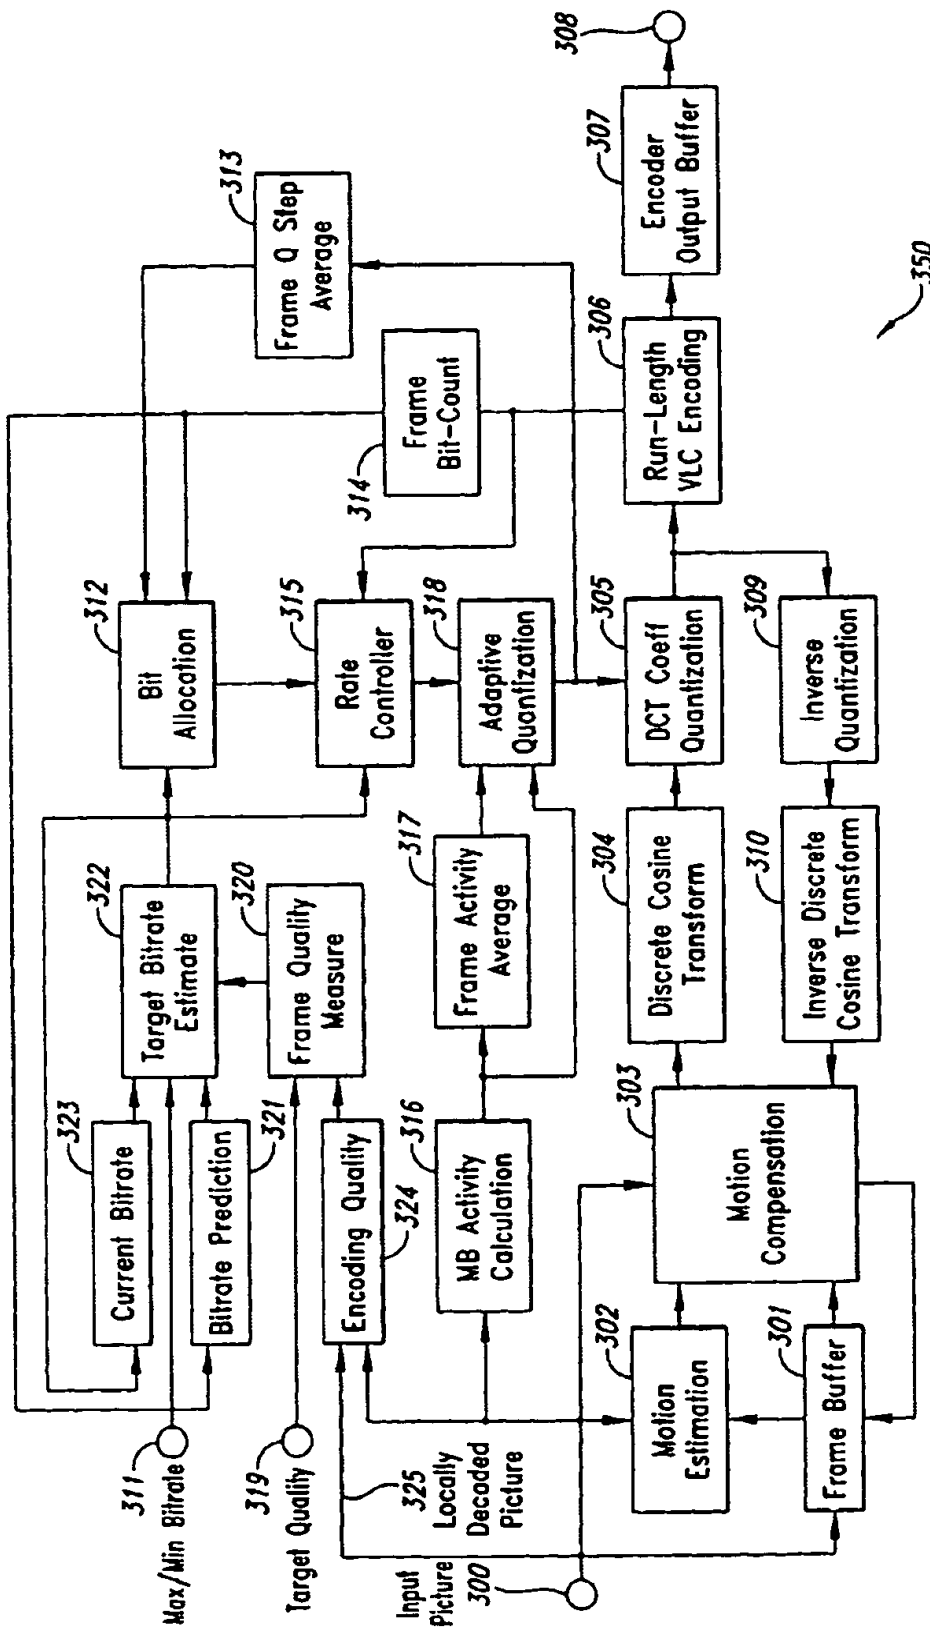 311
Max/Min Bitrate
319
Target Quality
325
Locally
Decoded
Picture
Input
Picture
300
323
Current Bitrate
Bitrate Prediction
321
322
Target Bitrate
Estimate
320
Frame Quality
Measure
Encoding Quality
324
316
MB Activity
Calculation
317
Frame Activity
Average
312
Bit
Allocation
315
Rate
Controller
318
Adaptive
Quantization
313
Frame Q Step
Average
314
Frame
Bit-Count
302
Motion
Estimation
301
Frame Buffer
303
Motion
Compensation
304
Discrete Cosine
Transform
305
DCT Coeff
Quantization
306
Run-Length
VLC Encoding
307
Encoder
Output Buffer
308
310
Inverse Discrete
Cosine Transform
309
Inverse
Quantization
350